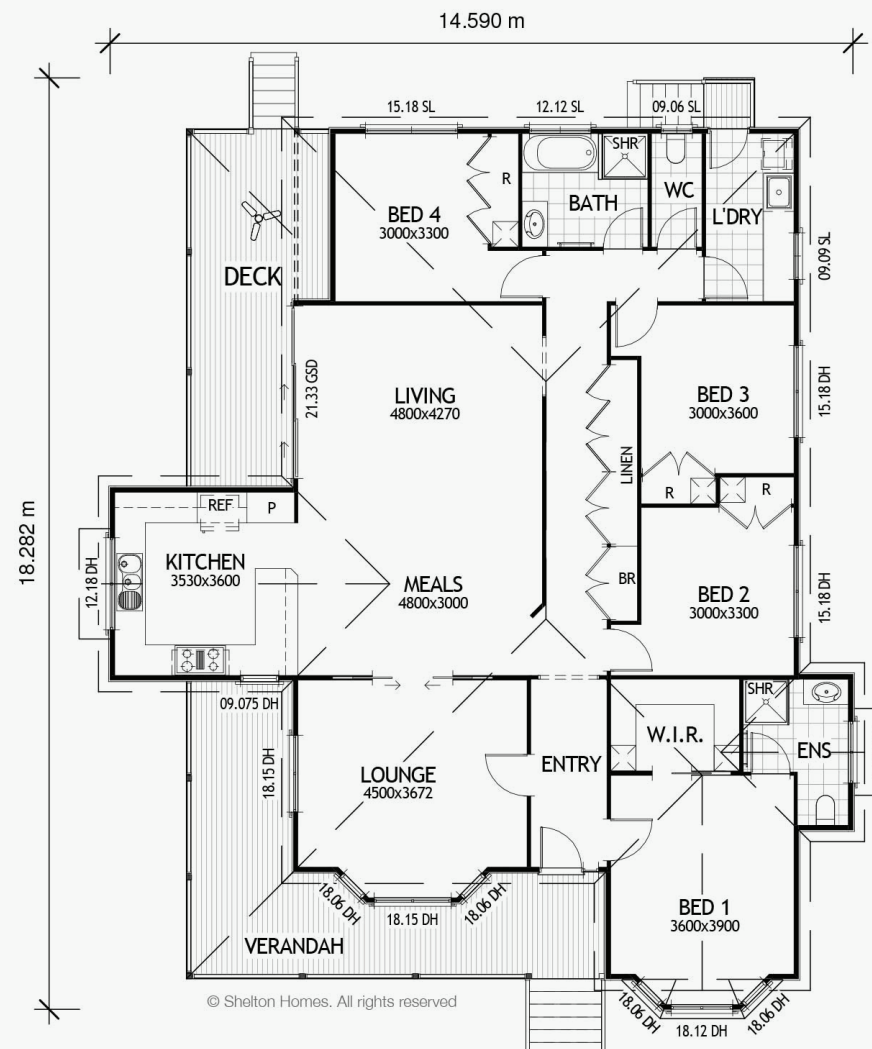 14.590 m
15.18 SL
12.12 SL
09.06 SL
SHR
R
BED 4
3000x3300
BATH
WC
L'DRY
09.09 SL
DECK
18.282 m
21.33 GSD
LIVING
4800x4270
BED 3
3000x3600
15.18 DH
LINEN
R
R
REF
P
KITCHEN
3530x3600
12.18 DH
MEALS
4800x3000
BR
BED 2
3000x3300
15.18 DH
09.075 DH
SHR
W.I.R.
ENS
18.15 DH
LOUNGE
4500x3672
ENTRY
18.06 DH
18.15 DH
18.06 DH
BED 1
3600x3900
VERANDAH
© Shelton Homes. All rights reserved
18.06 DH
18.12 DH
18.06 DH